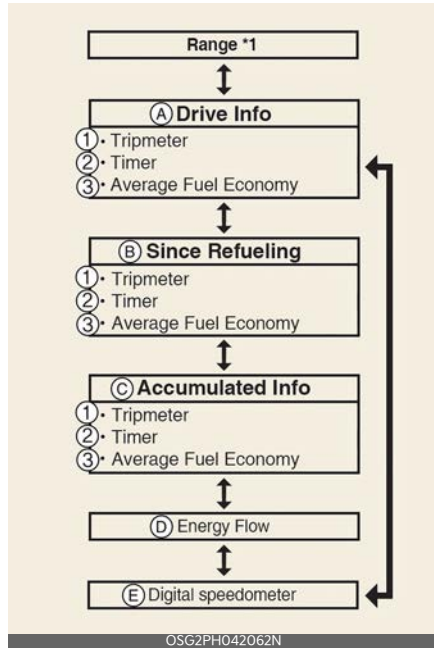 Range *1
Ⓐ Drive Info
①· Tripmeter
②· Timer
③· Average Fuel Economy
Ⓑ Since Refueling
①· Tripmeter
②· Timer
③· Average Fuel Economy
Ⓒ Accumulated Info
①· Tripmeter
②· Timer
③· Average Fuel Economy
Ⓓ Energy Flow
Ⓔ Digital speedometer
OSG2PH042062N